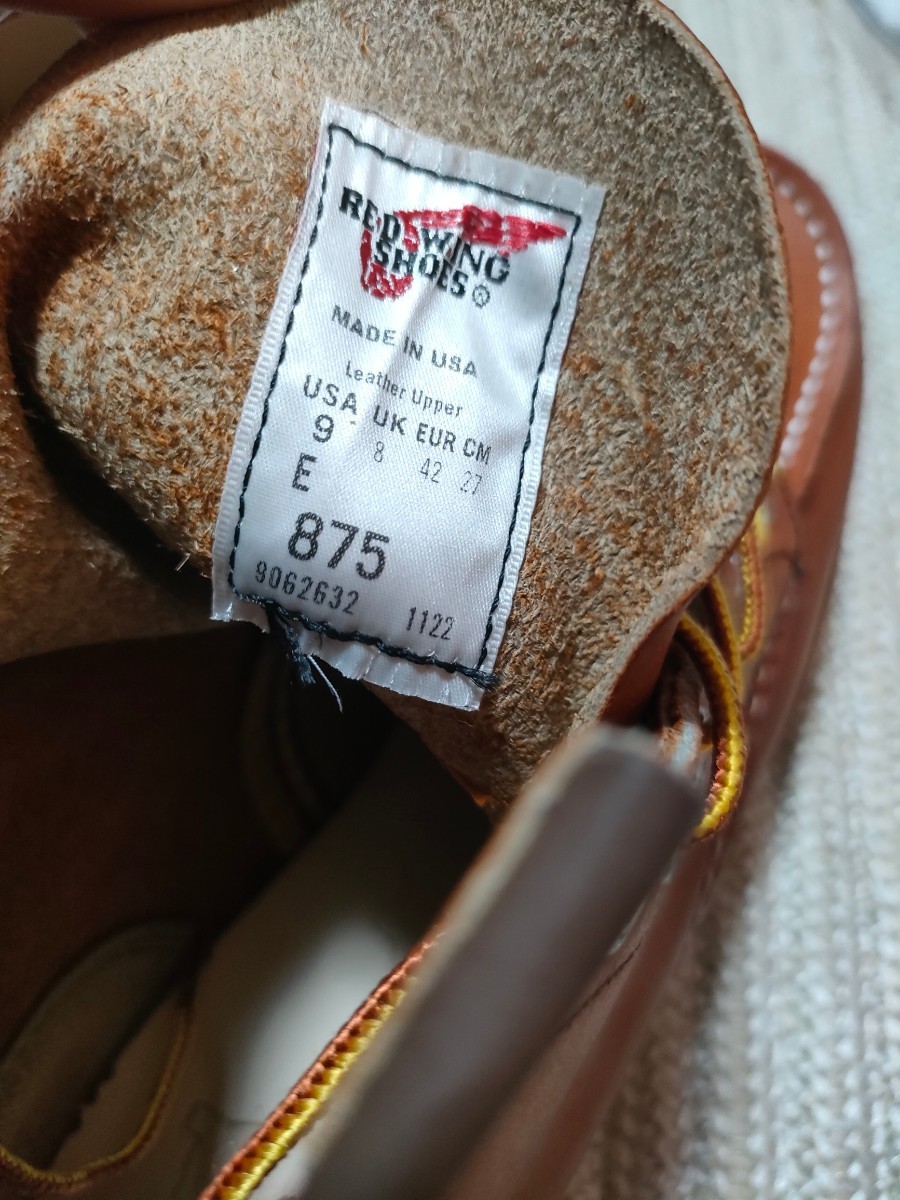 RED WING
SHOES®
MADE IN USA
Leather Upper
USA UK EUR CM
9 8 42 27
E
875
9062632 1122